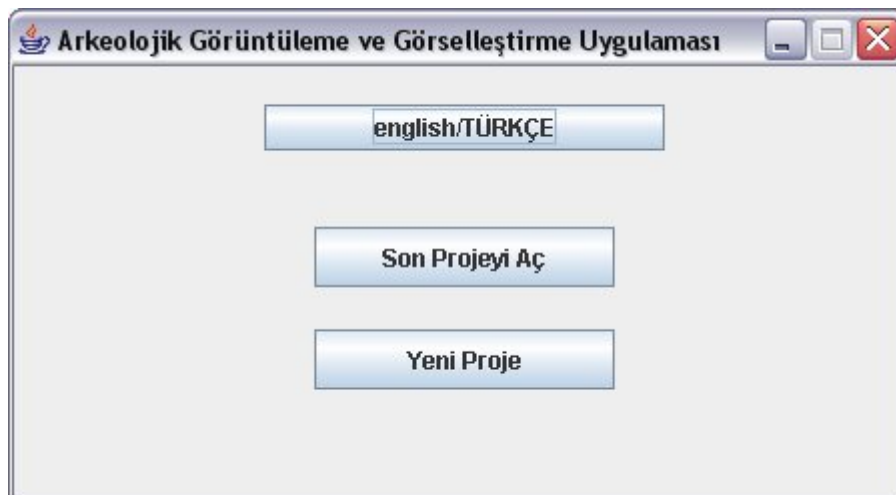 Arkeolojik Görüntüleme ve Görselleştirme Uygulaması
english/TÜRKÇE
Son Projeyi Aç
Yeni Proje